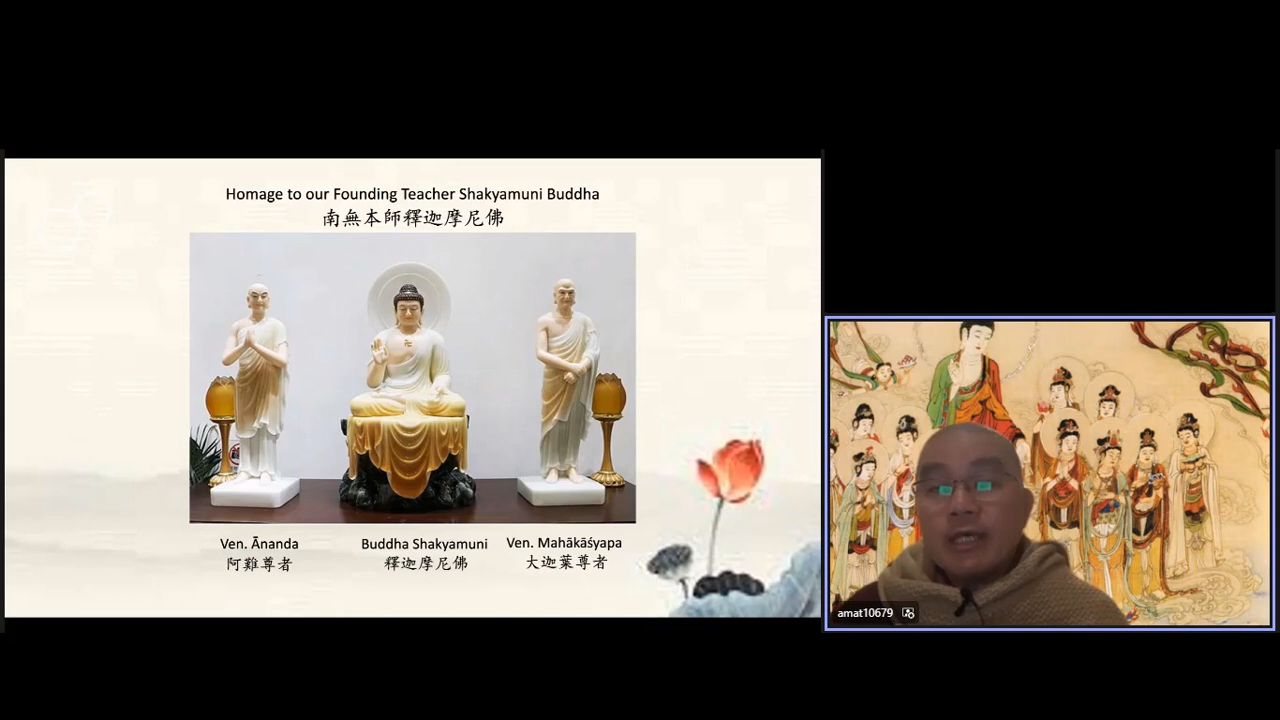 Homage to our Founding Teacher Shakyamuni Buddha
南無本師釋迦摩尼佛
Ven. Ānanda
阿難尊者
Buddha Shakyamuni
釋迦摩尼佛
Ven. Mahākāśyapa
大迦葉尊者
amat10679